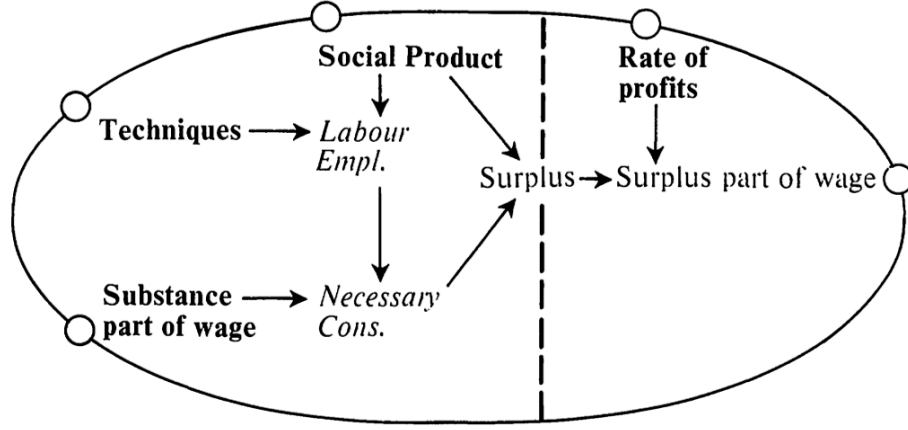 Social Product
Rate of
profits
Techniques
Labour
Empl.
Surplus
Surplus part of wage
Substance
part of wage
Necessary
Cons.